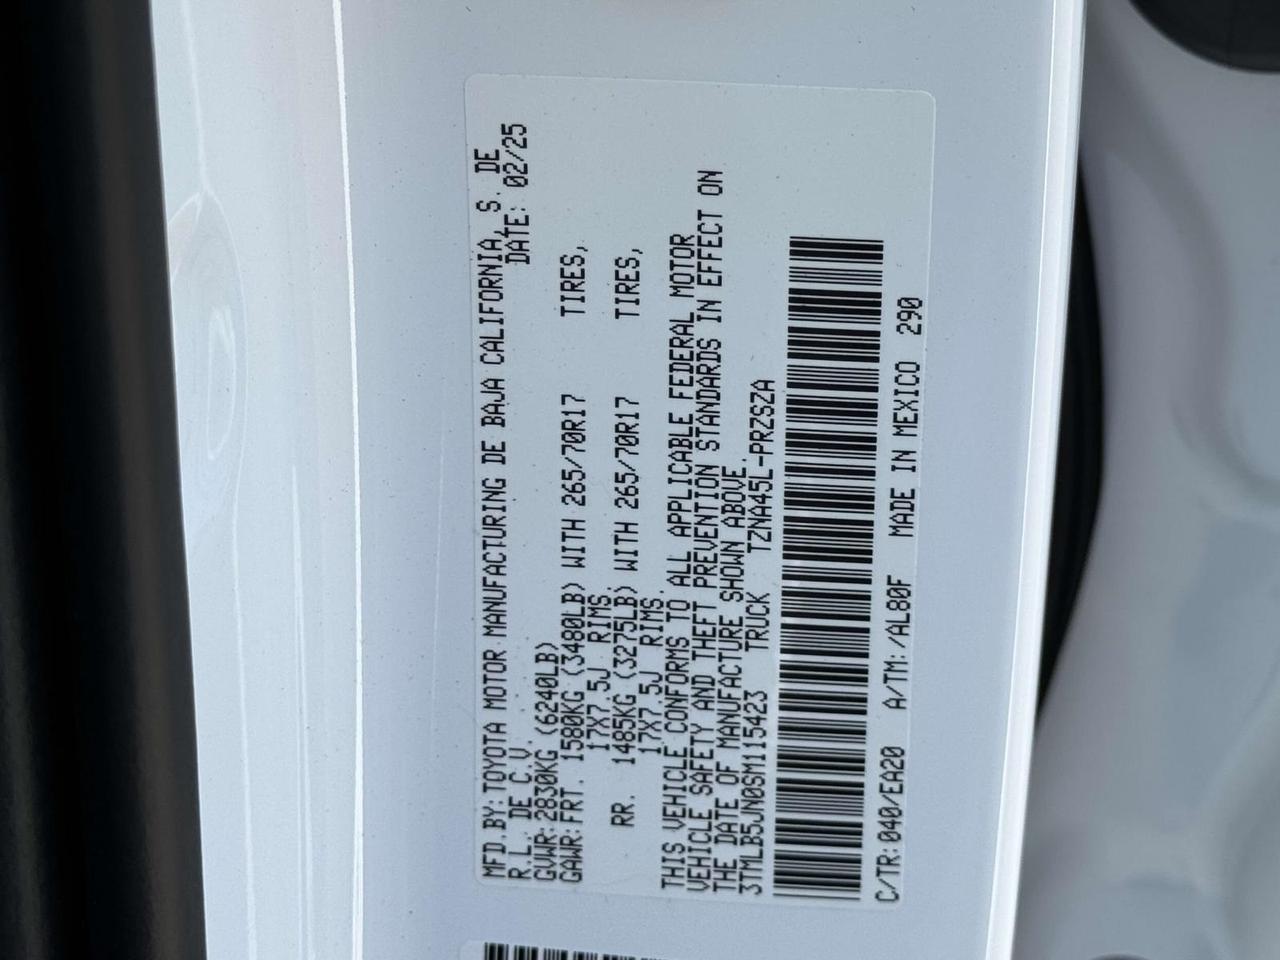 MFD.BY:TOYOTA MOTOR MANUFACTURING DE BAJA CALIFORNIA, S. DE
R.L. DE C.V. DATE: 02/25
GVWR:2830KG (6240LB)
GAWR:FRT. 1580KG (3480LB) WITH 265/70R17 TIRES,
17X7.5J RIMS,
RR. 1485KG (3275LB) WITH 265/70R17 TIRES,
17X7.5J RIMS.
THIS VEHICLE CONFORMS TO ALL APPLICABLE FEDERAL MOTOR
VEHICLE SAFETY AND THEFT PREVENTION STANDARDS IN EFFECT ON
THE DATE OF MANUFACTURE SHOWN ABOVE.
3TMLB5JN0SM115423 TRUCK TZNA45L-PRZSZA
C/TR:040/EA20 A/TM:/AL80F MADE IN MEXICO 290